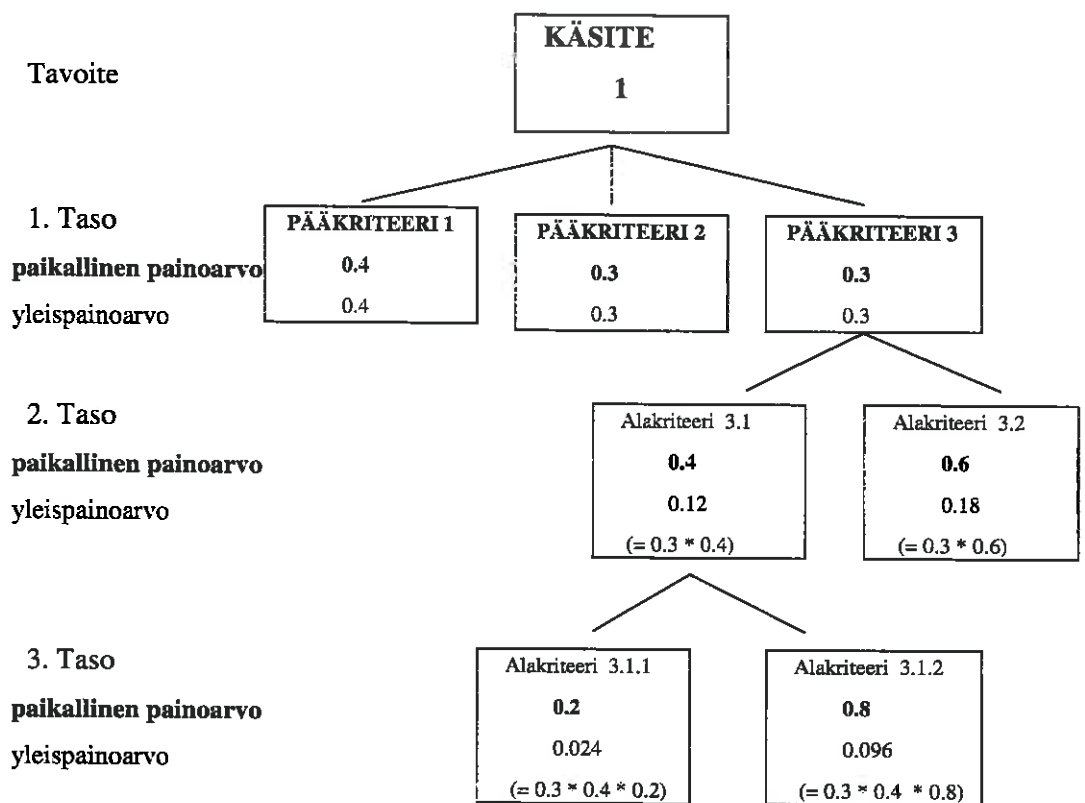 KÄSITE
Tavoite
1
1. Taso
PÄÄKRITEERI 1
PÄÄKRITEERI 2
PÄÄKRITEERI 3
paikallinen painoarvo
0.4
0.3
0.3
yleispainoarvo
0.4
0.3
0.3
2. Taso
Alakriteeri 3.1
Alakriteeri 3.2
paikallinen painoarvo
0.4
0.6
yleispainoarvo
0.12
0.18
(= 0.3 * 0.4)
(= 0.3 * 0.6)
3. Taso
Alakriteeri 3.1.1
Alakriteeri 3.1.2
paikallinen painoarvo
0.2
0.8
yleispainoarvo
0.024
0.096
(= 0.3 * 0.4 * 0.2)
(= 0.3 * 0.4 * 0.8)